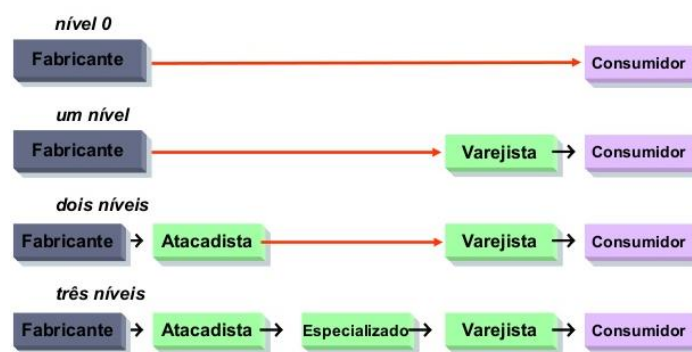 nível 0
Fabricante Consumidor
um nível
Fabricante Varejista Consumidor
dois níveis
Fabricante Atacadista Varejista Consumidor
três níveis
Fabricante Atacadista Especializado Varejista Consumidor